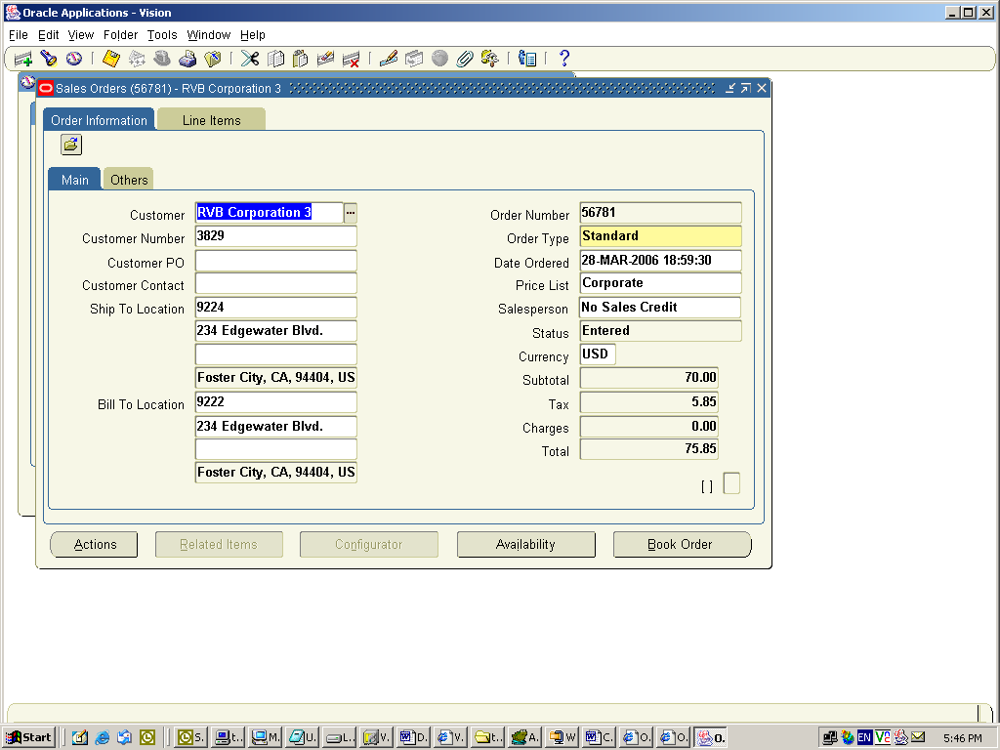 Oracle Applications - Vision
File Edit View Folder Tools Window Help
Sales Orders (56781) - RVB Corporation 3
Order Information Line Items
Main Others
Customer RVB Corporation 3 ... Order Number 56781
Customer Number 3829 Order Type Standard
Customer PO Date Ordered 28-MAR-2006 18:59:30
Customer Contact Price List Corporate
Ship To Location 9224 Salesperson No Sales Credit
234 Edgewater Blvd. Status Entered
Currency USD
Foster City, CA, 94404, US Subtotal 70.00
Bill To Location 9222 Tax 5.85
234 Edgewater Blvd. Charges 0.00
Total 75.85
Foster City, CA, 94404, US
[ ]
Actions Related Items Configurator Availability Book Order
Start S. t.. M. U. L.. V. D. V. t.. A. W C. O. O. O. EN 5:46 PM